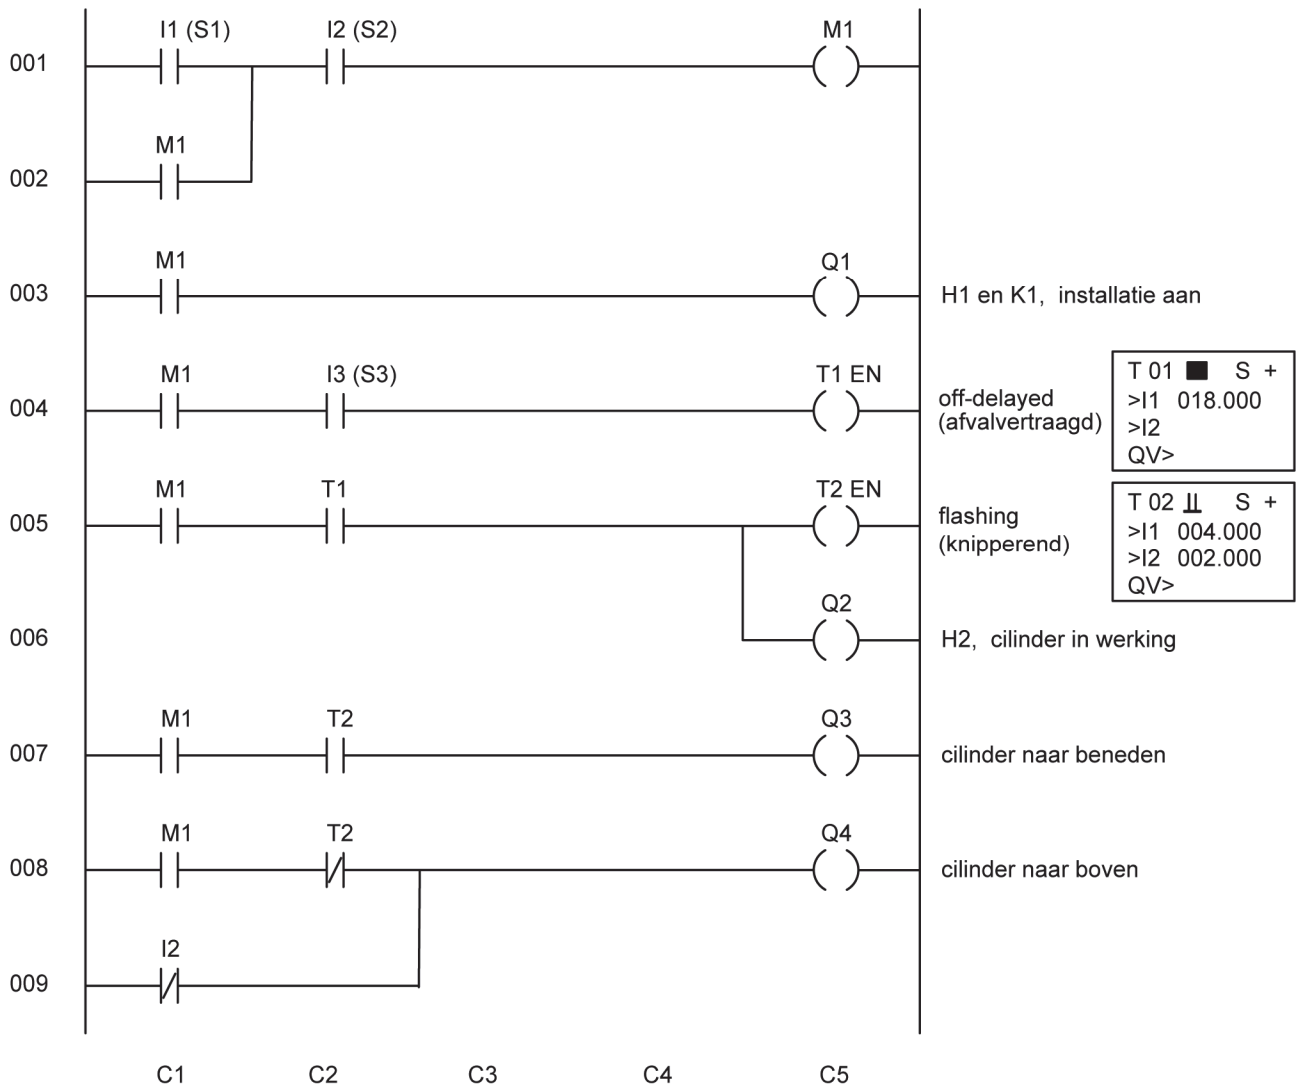 I1 (S1) I2 (S2) M1
001
M1
002
M1 Q1
003 H1 en K1, installatie aan
M1 I3 (S3) T1 EN
004 off-delayed
(afvalvertraagd)
T 01 S +
>I1 018.000
>I2
QV>
M1 T1 T2 EN
005 flashing
(knipperend)
T 02 S +
>I1 004.000
>I2 002.000
QV>
Q2
006 H2, cilinder in werking
M1 T2 Q3
007 cilinder naar beneden
M1 T2 Q4
008 cilinder naar boven
I2
009
C1 C2 C3 C4 C5